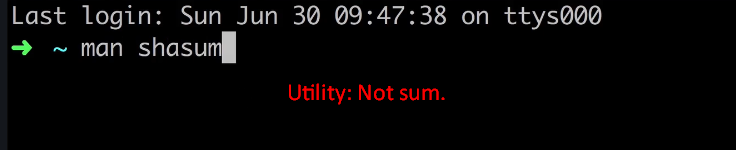 Last login: Sun Jun 30 09:47:38 on ttys000
➜ ~ man shasum
Utility: Not sum.